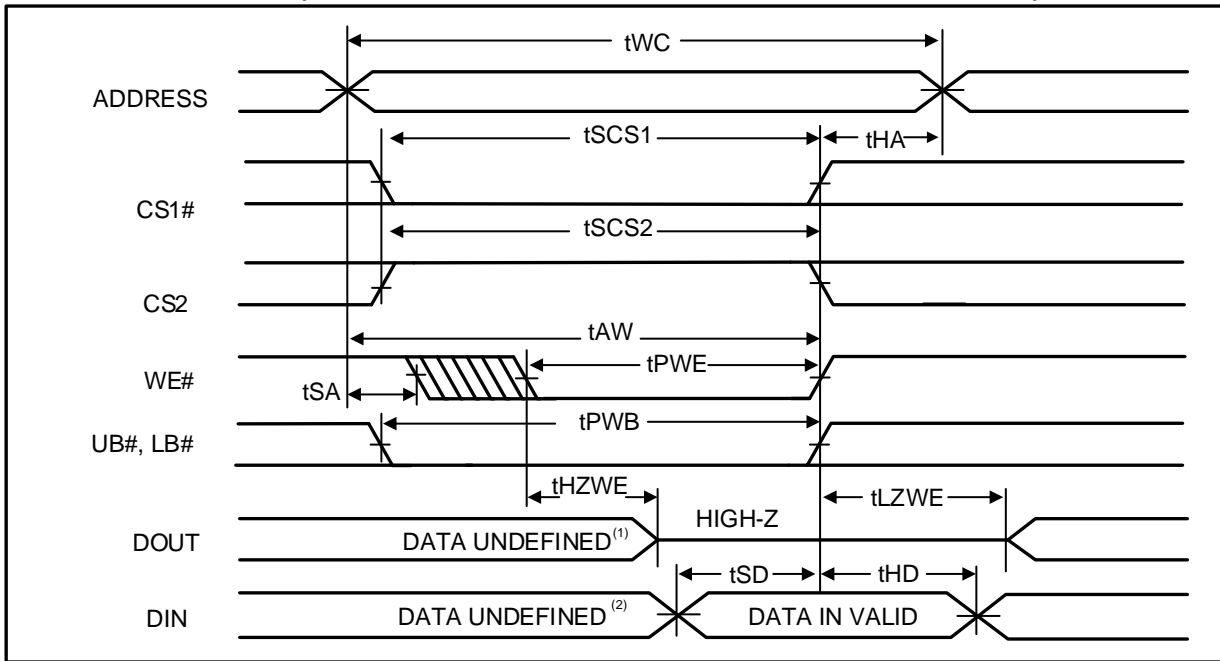 tWC
ADDRESS
tSCS1
tHA
CS1#
tSCS2
CS2
tAW
WE#
tPWE
tSA
tPWB
UB#, LB#
tHZWE
tLZWE
HIGH-Z
DOUT
DATA UNDEFINED (1)
tSD
tHD
DIN
DATA UNDEFINED (2)
DATA IN VALID